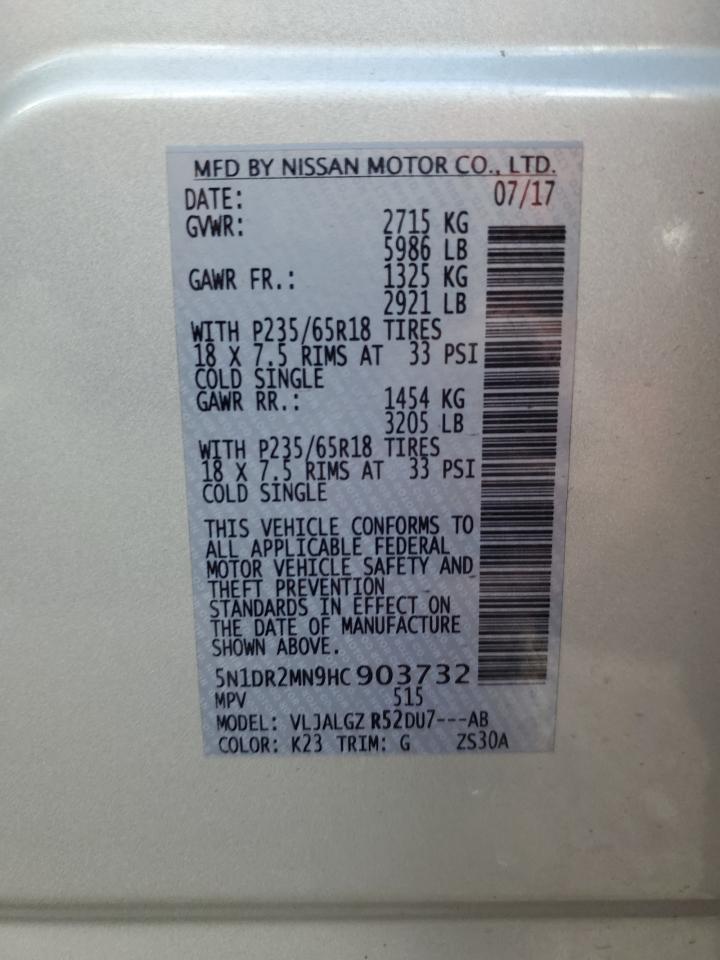 MFD BY NISSAN MOTOR CO., LTD.
DATE: 07/17
GVWR: 2715 KG
5986 LB
GAWR FR.: 1325 KG
2921 LB
WITH P235/65R18 TIRES
18 X 7.5 RIMS AT 33 PSI
COLD SINGLE
GAWR RR.: 1454 KG
3205 LB
WITH P235/65R18 TIRES
18 X 7.5 RIMS AT 33 PSI
COLD SINGLE
THIS VEHICLE CONFORMS TO
ALL APPLICABLE FEDERAL
MOTOR VEHICLE SAFETY AND
THEFT PREVENTION
STANDARDS IN EFFECT ON
THE DATE OF MANUFACTURE
SHOWN ABOVE.
5N1DR2MN9HC903732
MPV 515
MODEL: VLJALGZ R52DU7---AB
COLOR: K23 TRIM: G ZS30A